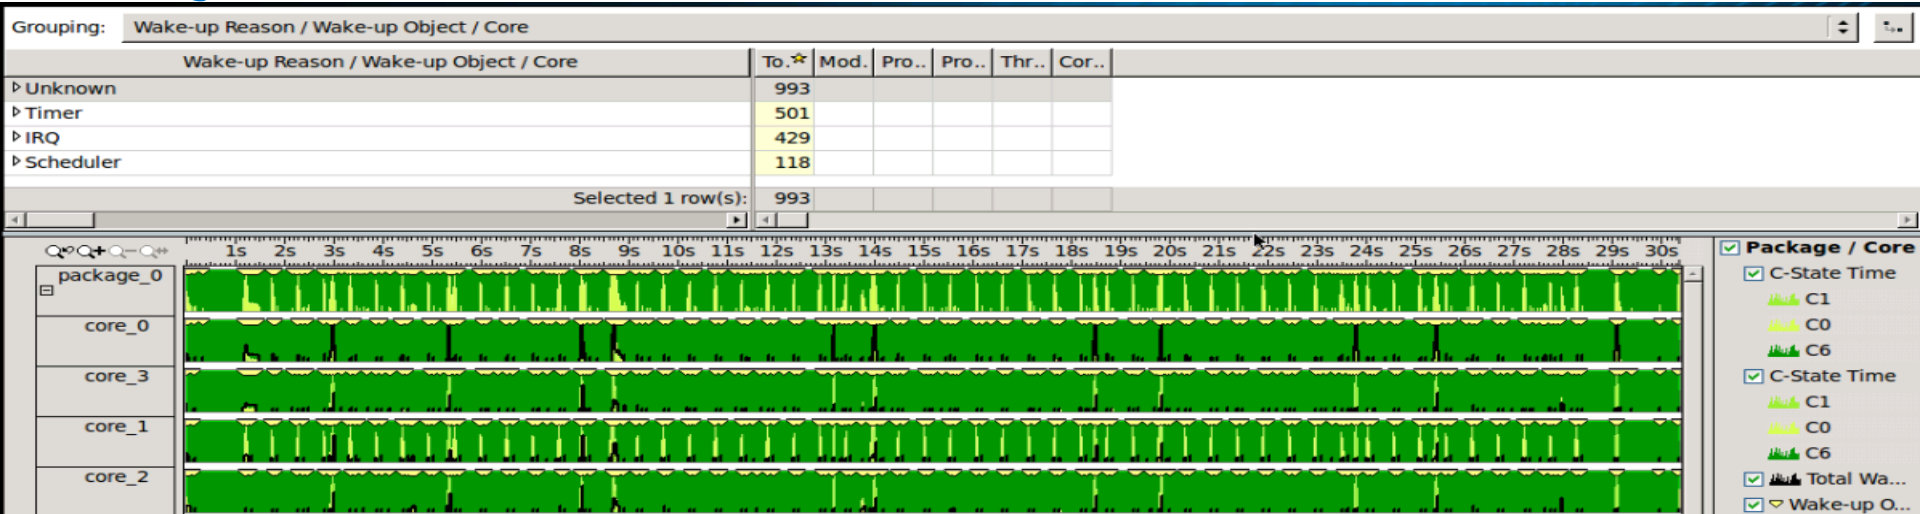 Grouping: Wake-up Reason / Wake-up Object / Core
Wake-up Reason / Wake-up Object / Core To. Mod. Pro.. Pro.. Thr.. Cor..
Unknown 993
Timer 501
IRQ 429
Scheduler 118
Selected 1 row(s): 993
1s 2s 3s 4s 5s 6s 7s 8s 9s 10s 11s 12s 13s 14s 15s 16s 17s 18s 19s 20s 21s 22s 23s 24s 25s 26s 27s 28s 29s 30s
package_0
core_0
core_3
core_1
core_2
Package / Core
C-State Time
C1
C0
C6
C-State Time
C1
C0
C6
Total Wa...
Wake-up O...